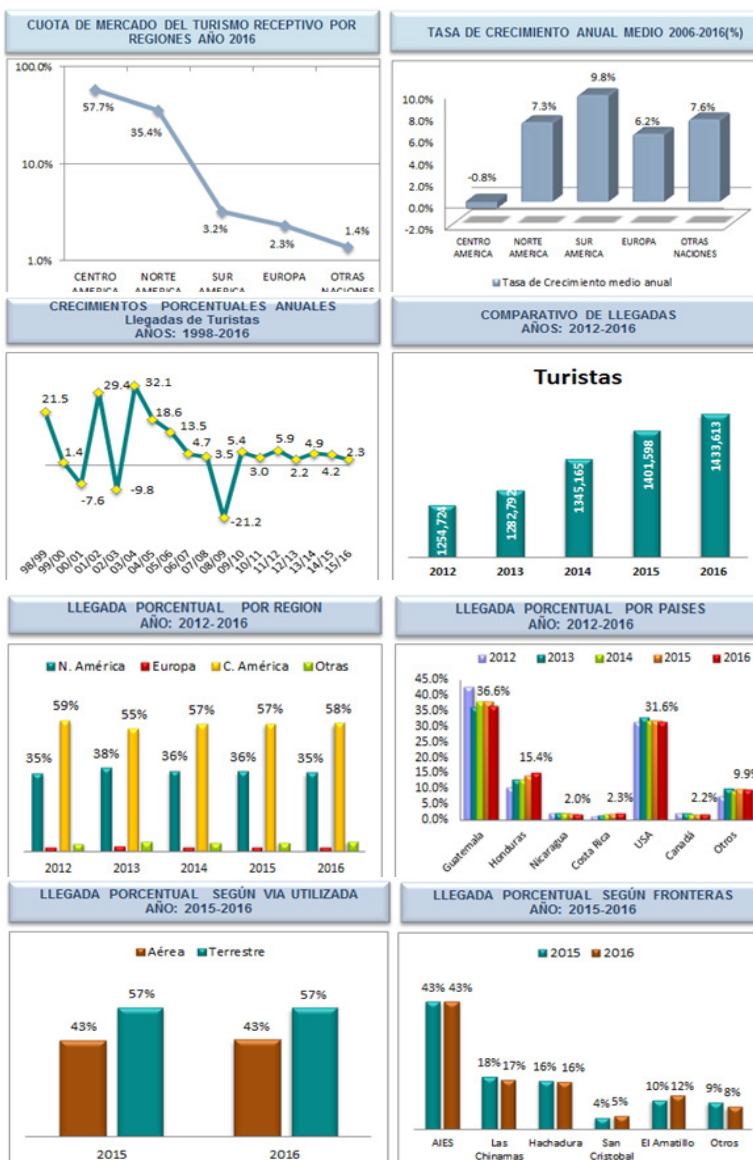 CUOTA DE MERCADO DEL TURISMO RECEPTIVO POR
REGIONES AÑO 2016
100.0%
10.0%
1.0%
57.7%
35.4%
3.2%
2.3%
1.4%
CENTRO AMERICA
NORTE AMERICA
SUR AMERICA
EUROPA
OTRAS NACIONES
TASA DE CRECIMIENTO ANUAL MEDIO 2006-2016(%)
10.0%
8.0%
6.0%
4.0%
2.0%
0.0%
-2.0%
-0.8%
7.3%
9.8%
6.2%
7.6%
CENTRO AMERICA
NORTE AMERICA
SUR AMERICA
EUROPA
OTRAS NACIONES
Tasa de Crecimiento medio anual
CRECIMIENTOS PORCENTUALES ANUALES
Llegadas de Turistas
AÑOS: 1998-2016
21.5
1.4
-7.6
29.4
-9.8
32.1
18.6
13.5
4.7
3.5
-21.2
5.4
3.0
5.9
2.2
4.9
4.2
2.3
98/99
99/00
00/01
01/02
02/03
03/04
04/05
05/06
06/07
07/08
08/09
09/10
10/11
11/12
12/13
13/14
14/15
15/16
COMPARATIVO DE LLEGADAS
AÑOS: 2012-2016
Turistas
1254,724
1282,792
1345,165
1401,598
1433,613
2012 2013 2014 2015 2016
LLEGADA PORCENTUAL POR REGION
AÑO: 2012-2016
N. América Europa C. América Otras
35% 59%
38% 55%
36% 57%
36% 57%
35% 58%
2012 2013 2014 2015 2016
LLEGADA PORCENTUAL POR PAISES
AÑO: 2012-2016
2012 2013 2014 2015 2016
45.0%
40.0%
35.0%
30.0%
25.0%
20.0%
15.0%
10.0%
5.0%
0.0%
36.6%
15.4%
2.0%
2.3%
31.6%
2.2%
9.9%
Guatemala
Honduras
Nicaragua
Costa Rica
USA
Canadá
Otros
LLEGADA PORCENTUAL SEGÚN VIA UTILIZADA
AÑO: 2015-2016
Aérea Terrestre
43% 57%
43% 57%
2015 2016
LLEGADA PORCENTUAL SEGÚN FRONTERAS
AÑO: 2015-2016
2015 2016
43% 43%
18% 17%
16% 16%
4% 5%
10% 12%
9% 8%
AIES
Las Chinamas
Hachadura
San Cristobal
El Amatillo
Otros